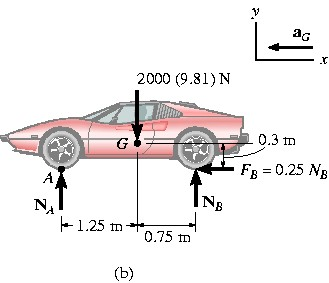 y
a_G
x
2000 (9.81) N
G
0.3 m
A
F_B = 0.25 N_B
N_A
N_B
1.25 m
0.75 m
(b)